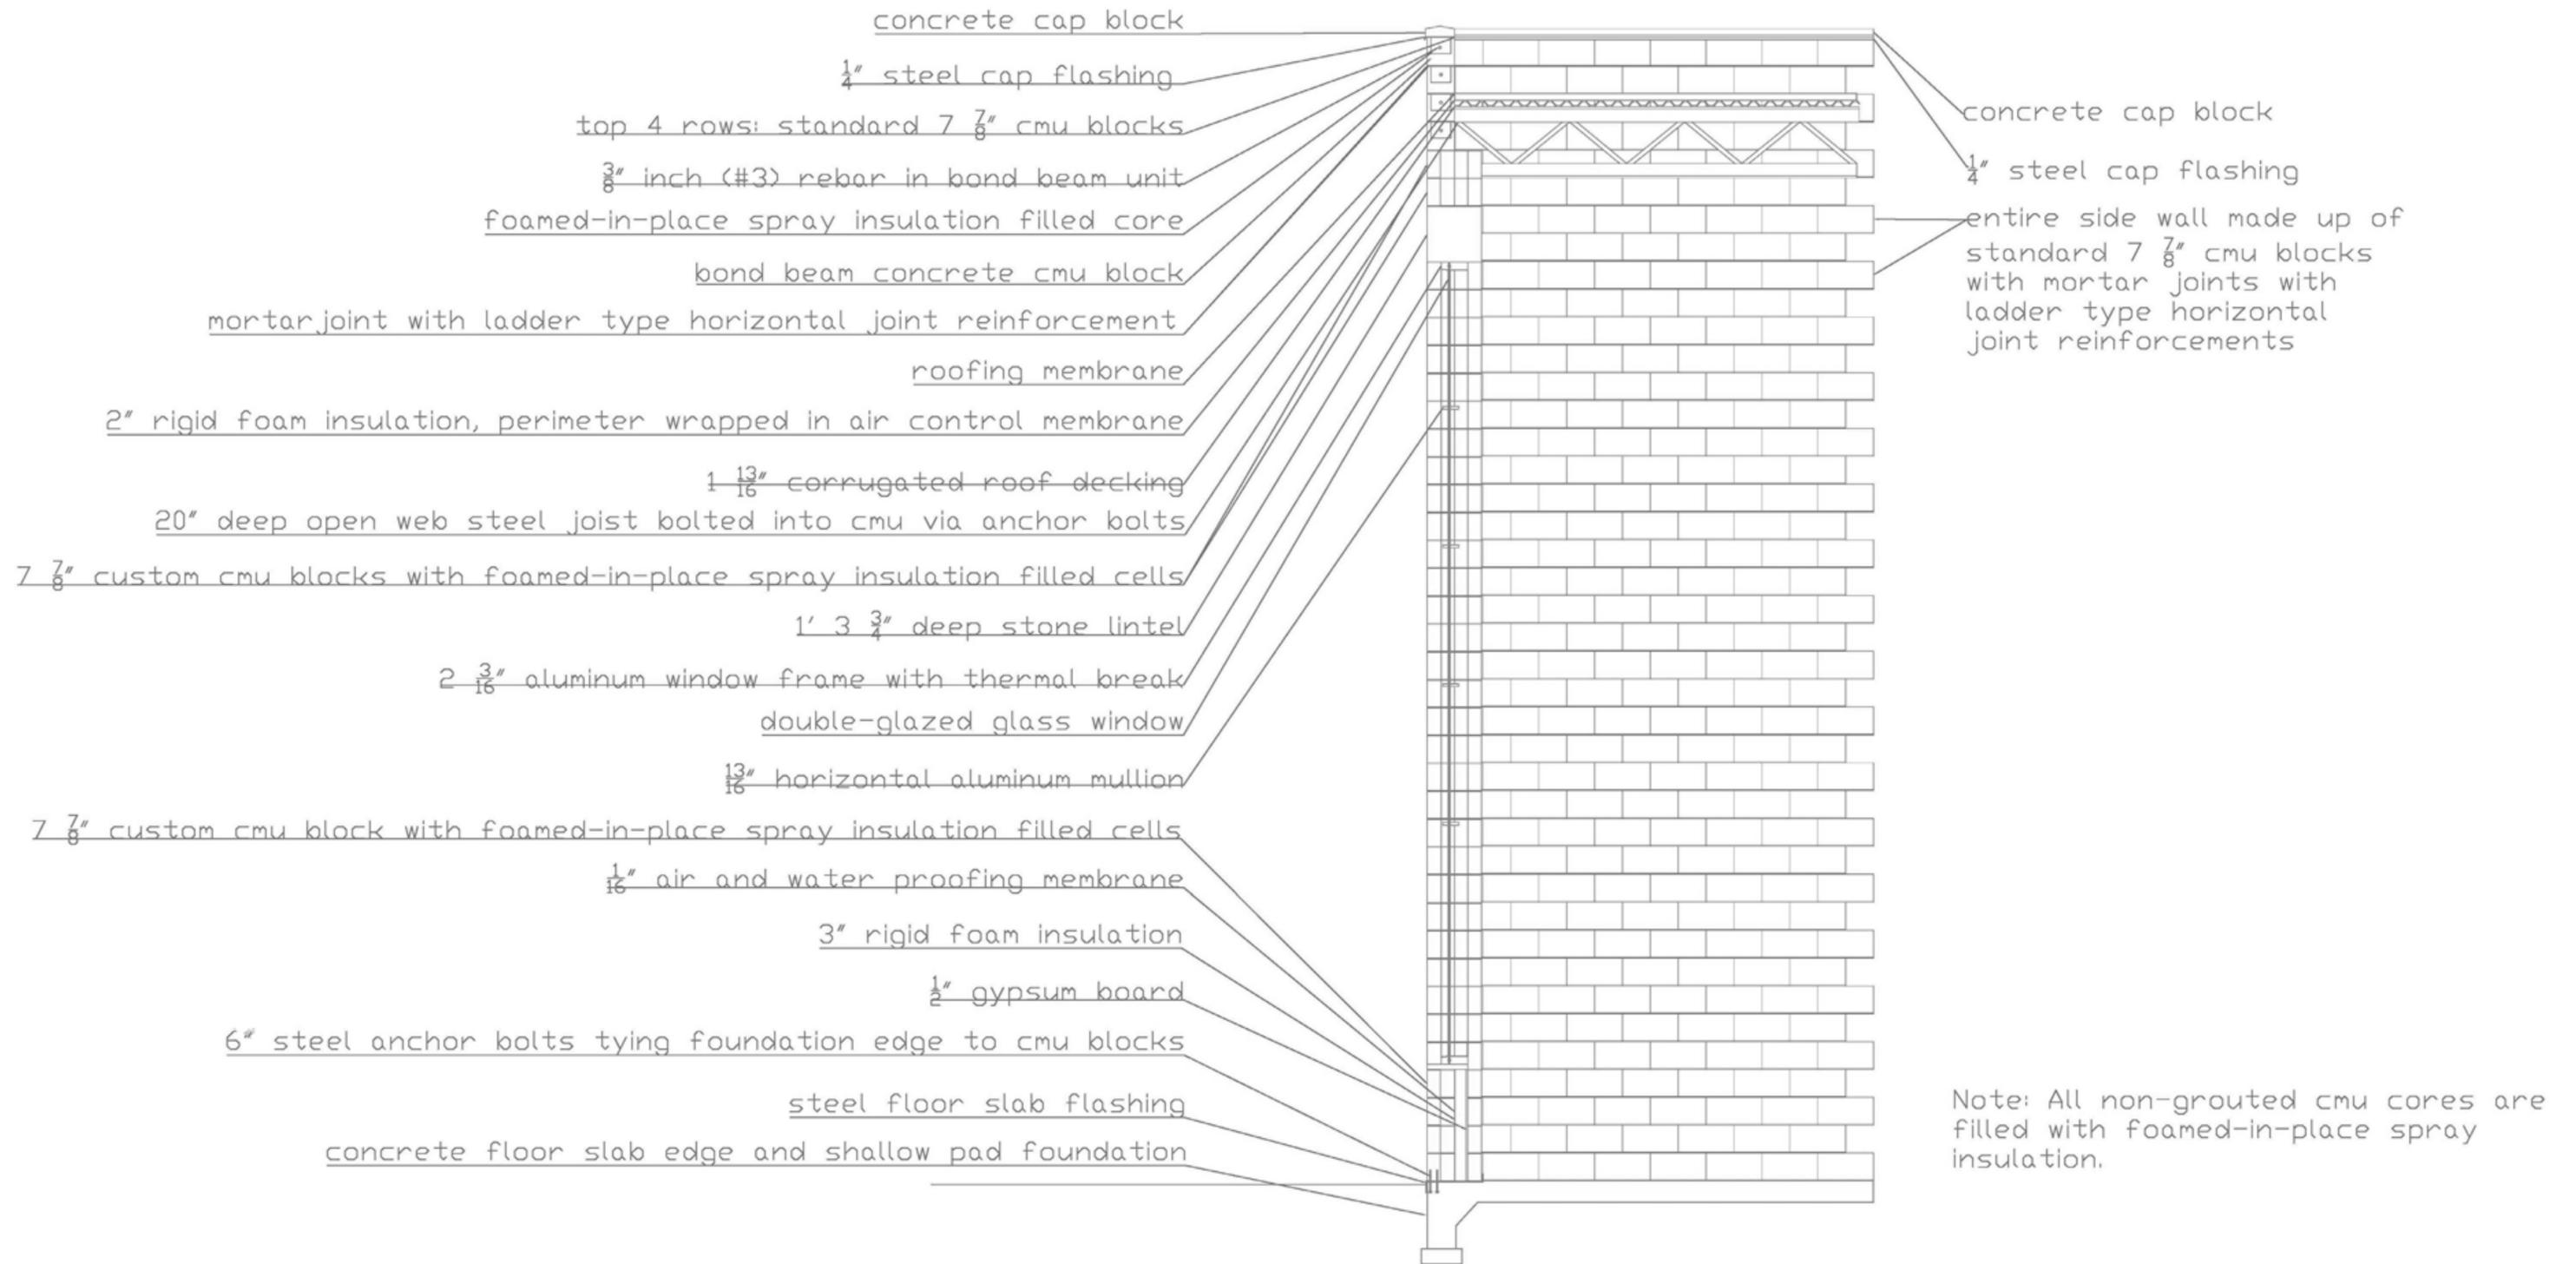 concrete cap block
1/4" steel cap flashing
top 4 rows: standard 7 7/8" cmu blocks
3/8" inch (#3) rebar in bond beam unit
foamed-in-place spray insulation filled core
bond beam concrete cmu block
mortar joint with ladder type horizontal joint reinforcement
roofing membrane
2" rigid foam insulation, perimeter wrapped in air control membrane
1 13/16" corrugated roof decking
20" deep open web steel joist bolted into cmu via anchor bolts
7 7/8" custom cmu blocks with foamed-in-place spray insulation filled cells
1' 3 3/4" deep stone lintel
2 3/16" aluminum window frame with thermal break
double-glazed glass window
13/16" horizontal aluminum mullion
7 7/8" custom cmu block with foamed-in-place spray insulation filled cells
1/16" air and water proofing membrane
3" rigid foam insulation
1/2" gypsum board
6" steel anchor bolts tying foundation edge to cmu blocks
steel floor slab flashing
concrete floor slab edge and shallow pad foundation
concrete cap block
1/4" steel cap flashing
entire side wall made up of
standard 7 7/8" cmu blocks
with mortar joints with
ladder type horizontal
joint reinforcements
Note: All non-grouted cmu cores are
filled with foamed-in-place spray
insulation.